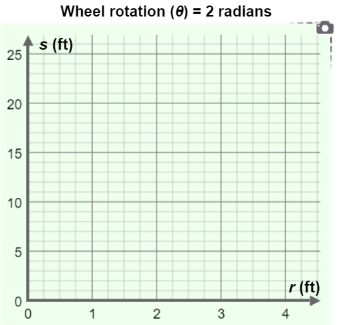 Wheel rotation (θ) = 2 radians
s (ft)
25
20
15
10
5
0
r (ft)
0 1 2 3 4